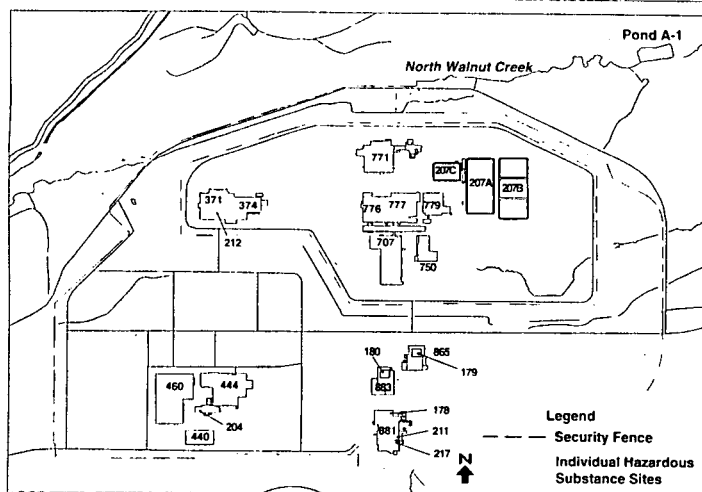 Pond A-1
North Walnut Creek
771
207C
207A
207B
371
374
776
777
779
212
707
750
180
865
179
883
460
444
178
204
881
211
440
217
N
Legend
Security Fence
Individual Hazardous
Substance Sites